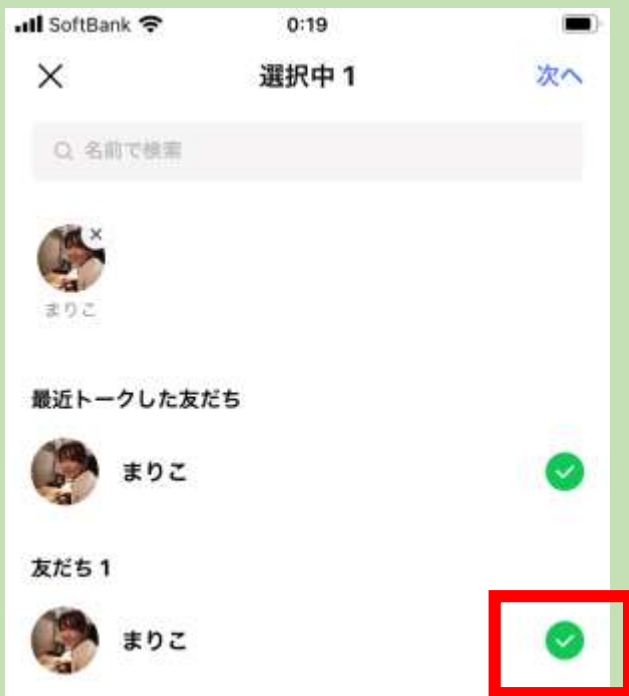 SoftBank 0:19
選択中 1 次へ
名前で検索
まりこ
最近トークした友だち
まりこ
友だち 1
まりこ